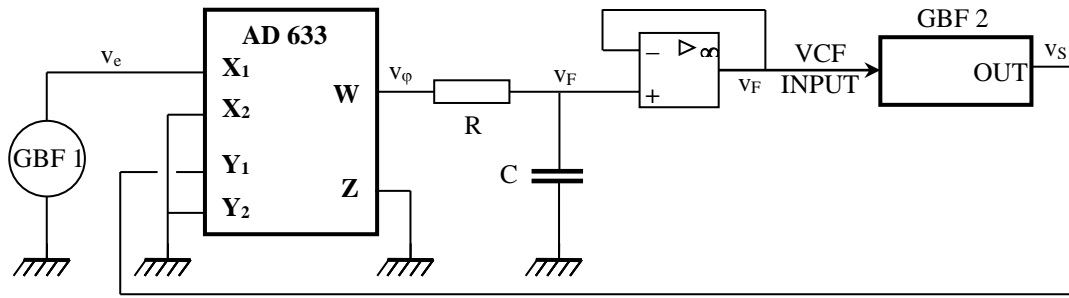 GBF 2
AD 633
v_e
X₁
X₂
Y₁
Y₂
W
Z
GBF 1
v_φ
R
v_F
C
−
+
▷
∞
v_F
VCF
INPUT
OUT
v_S